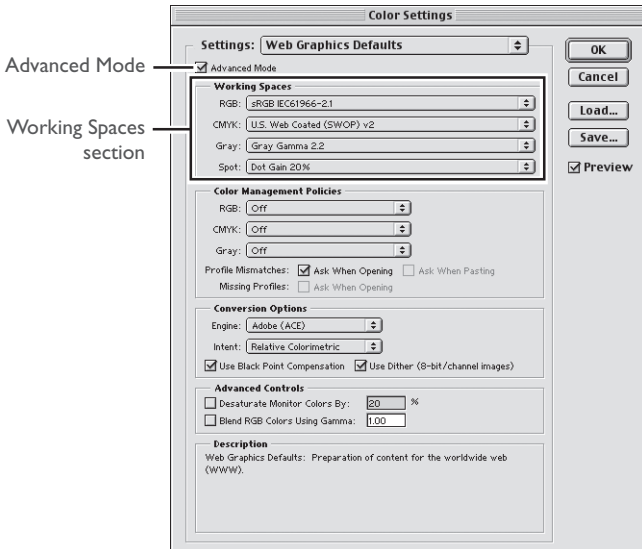 Color Settings
Settings: Web Graphics Defaults
OK
Advanced Mode
Advanced Mode
Cancel
Working Spaces
RGB: sRGB IEC61966-2.1
Load...
CMYK: U.S. Web Coated (SWOP) v2
Working Spaces
section
Save...
Gray: Gray Gamma 2.2
Spot: Dot Gain 20%
Preview
Color Management Policies
RGB: Off
CMYK: Off
Gray: Off
Profile Mismatches: Ask When Opening Ask When Pasting
Missing Profiles: Ask When Opening
Conversion Options
Engine: Adobe (ACE)
Intent: Relative Colorimetric
Use Black Point Compensation Use Dither (8-bit/channel images)
Advanced Controls
Desaturate Monitor Colors By: 20 %
Blend RGB Colors Using Gamma: 1.00
Description
Web Graphics Defaults: Preparation of content for the worldwide web
(WWW).